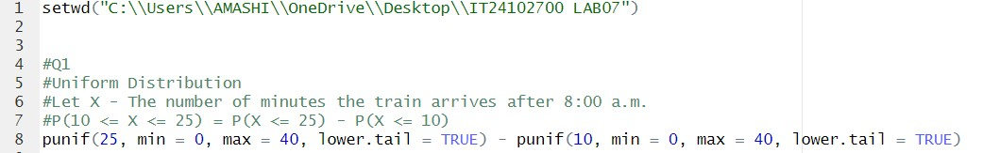 1 setwd("C:\\Users\\AMASHI\\OneDrive\\Desktop\\IT24102700 LAB07")
2
3
4 #Q1
5 #Uniform Distribution
6 #Let X - The number of minutes the train arrives after 8:00 a.m.
7 #P(10 <= X <= 25) = P(X <= 25) - P(X <= 10)
8 punif(25, min = 0, max = 40, lower.tail = TRUE) - punif(10, min = 0, max = 40, lower.tail = TRUE)